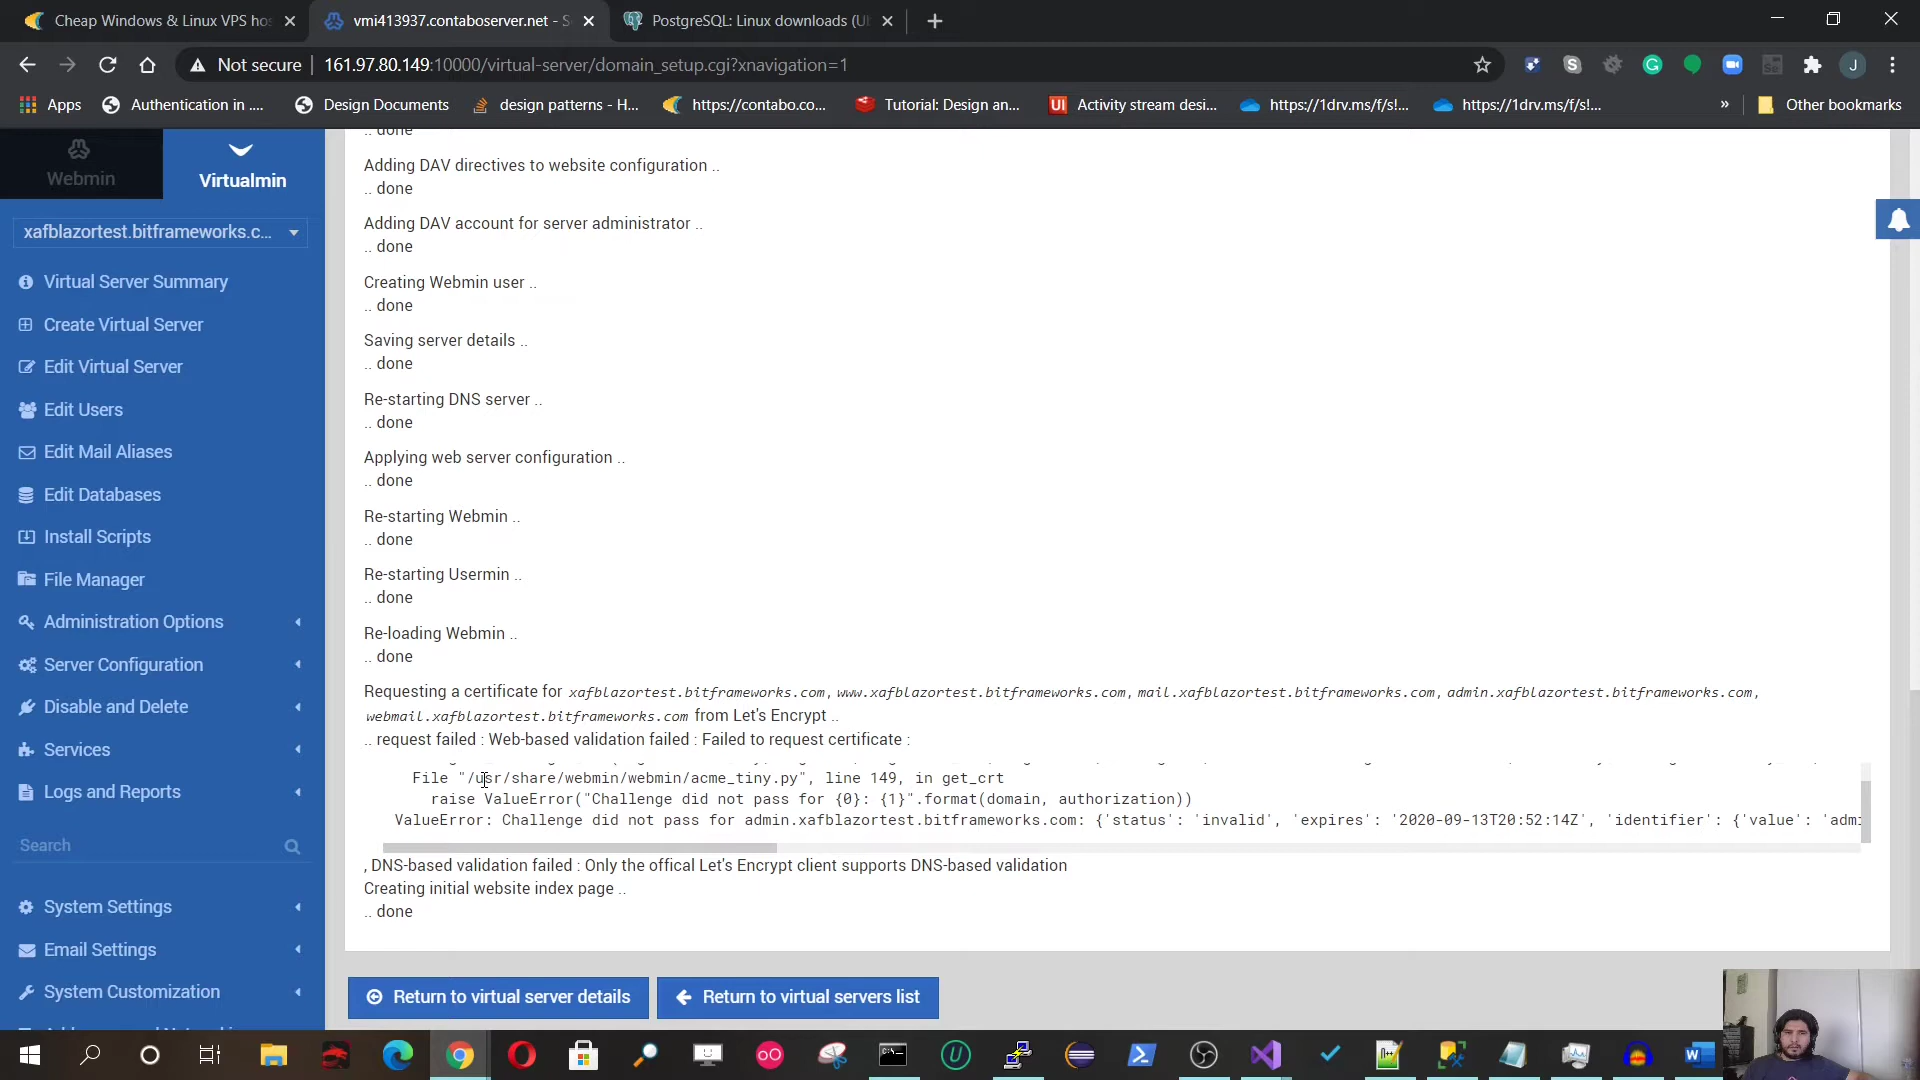 Cheap Windows & Linux VPS hos
vmi413937.contaboserver.net - S
PostgreSQL: Linux downloads (U
Not secure
161.97.80.149:10000/virtual-server/domain_setup.cgi?xnavigation=1
J
Apps
Authentication in ....
Design Documents
design patterns - H...
https://contabo.co...
Tutorial: Design an...
UI
Activity stream desi...
https://1drv.ms/f/s!...
https://1drv.ms/f/s!...
»
Other bookmarks
Webmin
Virtualmin
xafblazortest.bitframeworks.c...
Virtual Server Summary
Create Virtual Server
Edit Virtual Server
Edit Users
Edit Mail Aliases
Edit Databases
Install Scripts
File Manager
Administration Options
Server Configuration
Disable and Delete
Services
Logs and Reports
Search
System Settings
Email Settings
System Customization
.. done
Adding DAV directives to website configuration ..
.. done
Adding DAV account for server administrator ..
.. done
Creating Webmin user ..
.. done
Saving server details ..
.. done
Re-starting DNS server ..
.. done
Applying web server configuration ..
.. done
Re-starting Webmin ..
.. done
Re-starting Usermin ..
.. done
Re-loading Webmin ..
.. done
Requesting a certificate for xafblazortest.bitframeworks.com, www.xafblazortest.bitframeworks.com, mail.xafblazortest.bitframeworks.com, admin.xafblazortest.bitframeworks.com,
webmail.xafblazortest.bitframeworks.com from Let's Encrypt ..
.. request failed : Web-based validation failed : Failed to request certificate :
File "/usr/share/webmin/webmin/acme_tiny.py", line 149, in get_crt
raise ValueError("Challenge did not pass for {0}: {1}".format(domain, authorization))
ValueError: Challenge did not pass for admin.xafblazortest.bitframeworks.com: {'status': 'invalid', 'expires': '2020-09-13T20:52:14Z', 'identifier': {'value': 'adm
, DNS-based validation failed : Only the offical Let's Encrypt client supports DNS-based validation
Creating initial website index page ..
.. done
Return to virtual server details
Return to virtual servers list